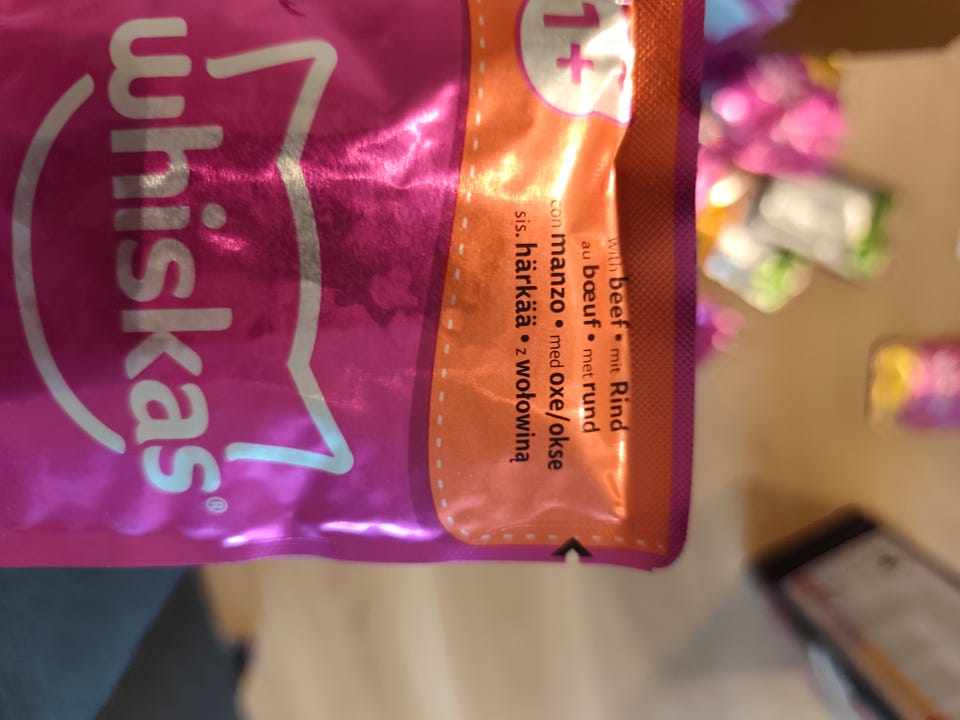 1+
with beef • mit Rind
au bœuf • met rund
con manzo • med oxe/okse
sis. härkää • z wołowiną
whiskas®